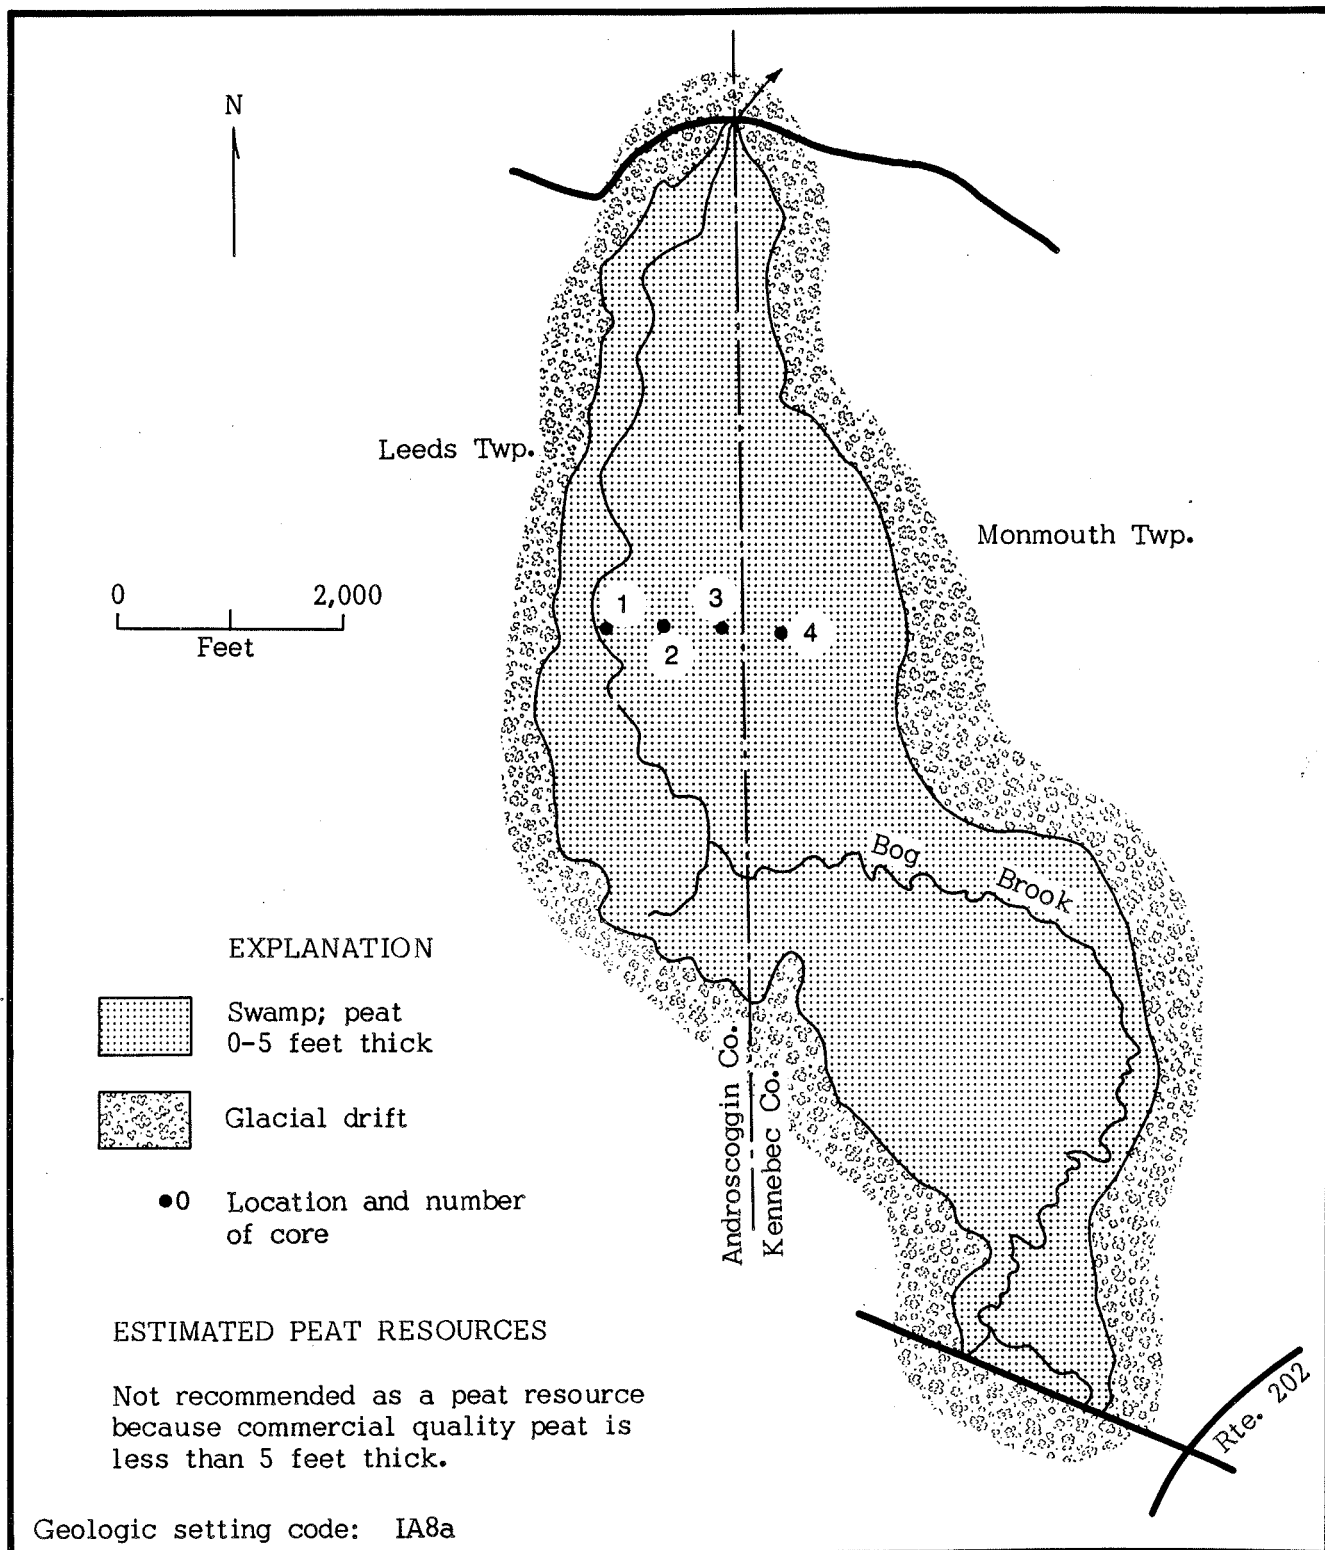 N
Leeds Twp.
Monmouth Twp.
0 2,000
Feet
1
2
3
4
Bog
Brook
EXPLANATION
Swamp; peat
0-5 feet thick
Glacial drift
0 Location and number
of core
Androscoggin Co.
Kennebec Co.
ESTIMATED PEAT RESOURCES
Not recommended as a peat resource
because commercial quality peat is
less than 5 feet thick.
Rte. 202
Geologic setting code: IA8a